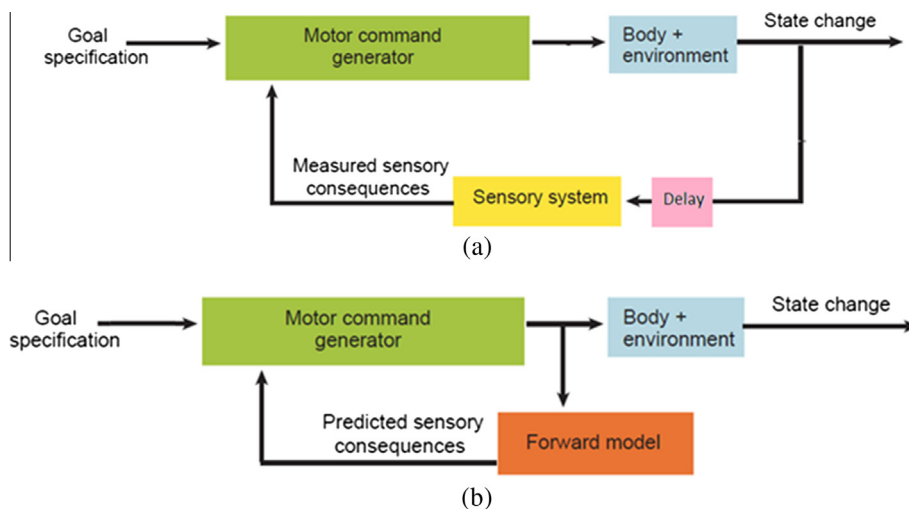 Goal
specification
Motor command
generator
Body +
environment
State change
Measured sensory
consequences
Sensory system
Delay
(a)
Goal
specification
Motor command
generator
Body +
environment
State change
Predicted sensory
consequences
Forward model
(b)